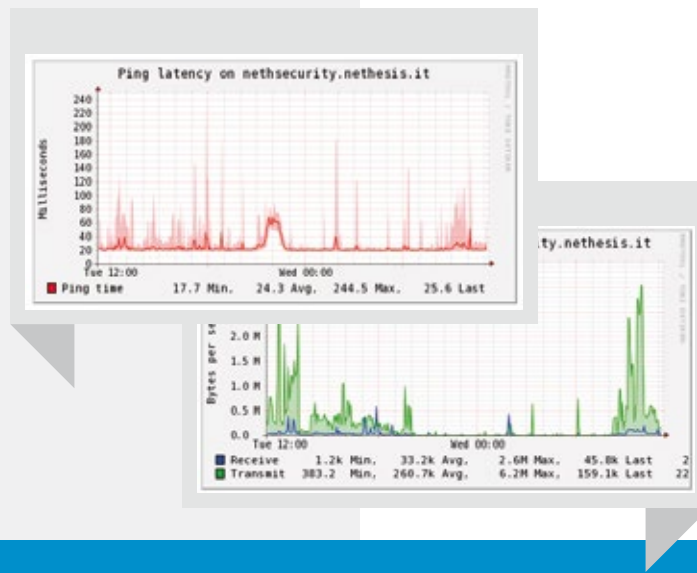 Ping latency on nethsecurity.nethesis.it
Milliseconds
240
220
200
180
160
140
120
100
80
60
40
20
0
Tue 12:00 Wed 00:00
Ping time 17.7 Min. 24.3 Avg. 244.5 Max. 25.6 Last
ty.nethesis.it
Bytes per se
2.0 M
1.5 M
1.0 M
0.5 M
0.0
Tue 12:00 Wed 00:00
Receive 1.2k Min. 33.2k Avg. 2.6M Max. 45.8k Last 2
Transmit 383.2 Min. 260.7k Avg. 6.2M Max. 159.1k Last 22